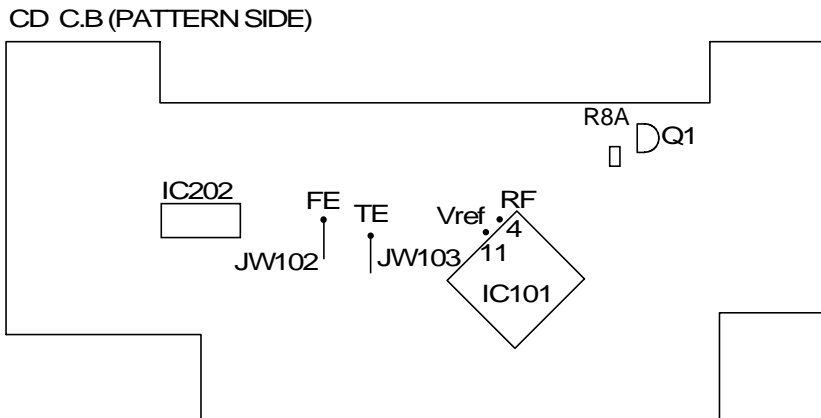 CD C.B (PATTERN SIDE)
R8A
Q1
IC202
FE
TE
Vref
RF
4
11
JW102
JW103
IC101